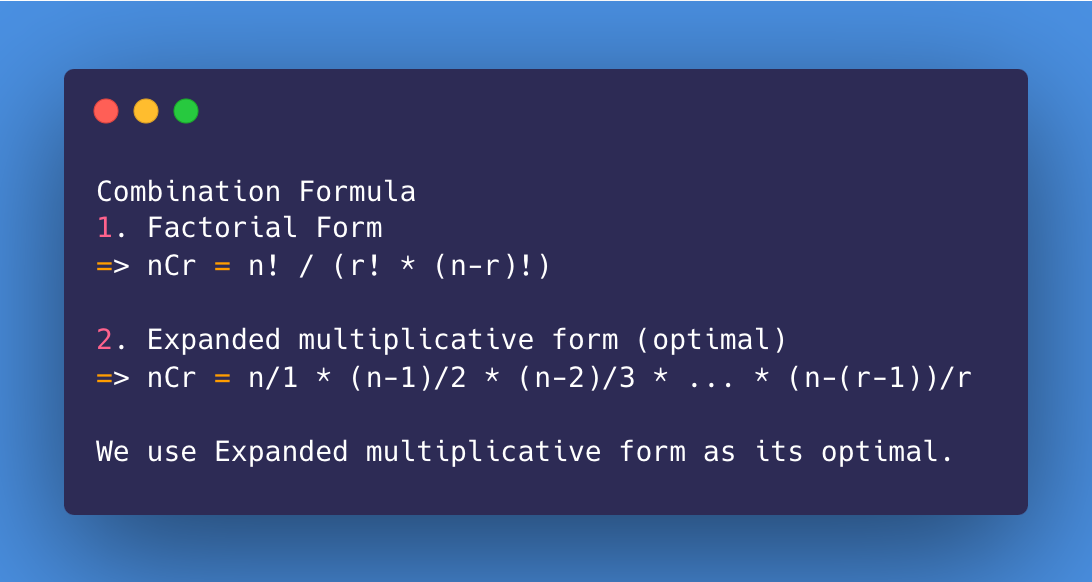 Combination Formula
1. Factorial Form
=> nCr = n! / (r! * (n-r)!)
2. Expanded multiplicative form (optimal)
=> nCr = n/1 * (n-1)/2 * (n-2)/3 * ... * (n-(r-1))/r
We use Expanded multiplicative form as its optimal.